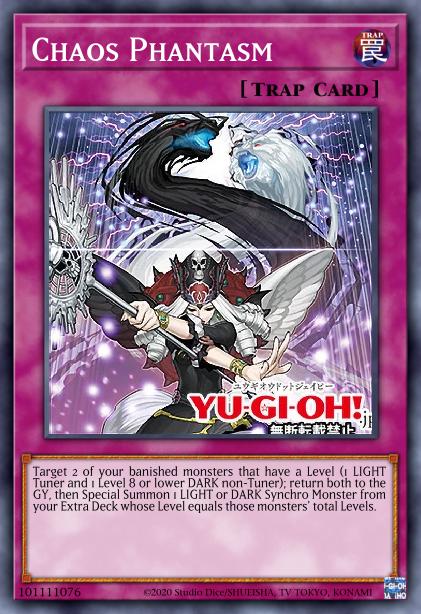 CHAOS PHANTASM
TRAP
罠
[TRAP CARD]
ユウギオウドットジェイピー
YU-GI-OH!
無断転載禁止
Target 2 of your banished monsters that have a Level (1 LIGHT
Tuner and 1 Level 8 or lower DARK non-Tuner); return both to the
GY, then Special Summon 1 LIGHT or DARK Synchro Monster from
your Extra Deck whose Level equals those monsters' total Levels.
101111076
©2020 Studio Dice/SHUEISHA, TV TOKYO, KONAMI